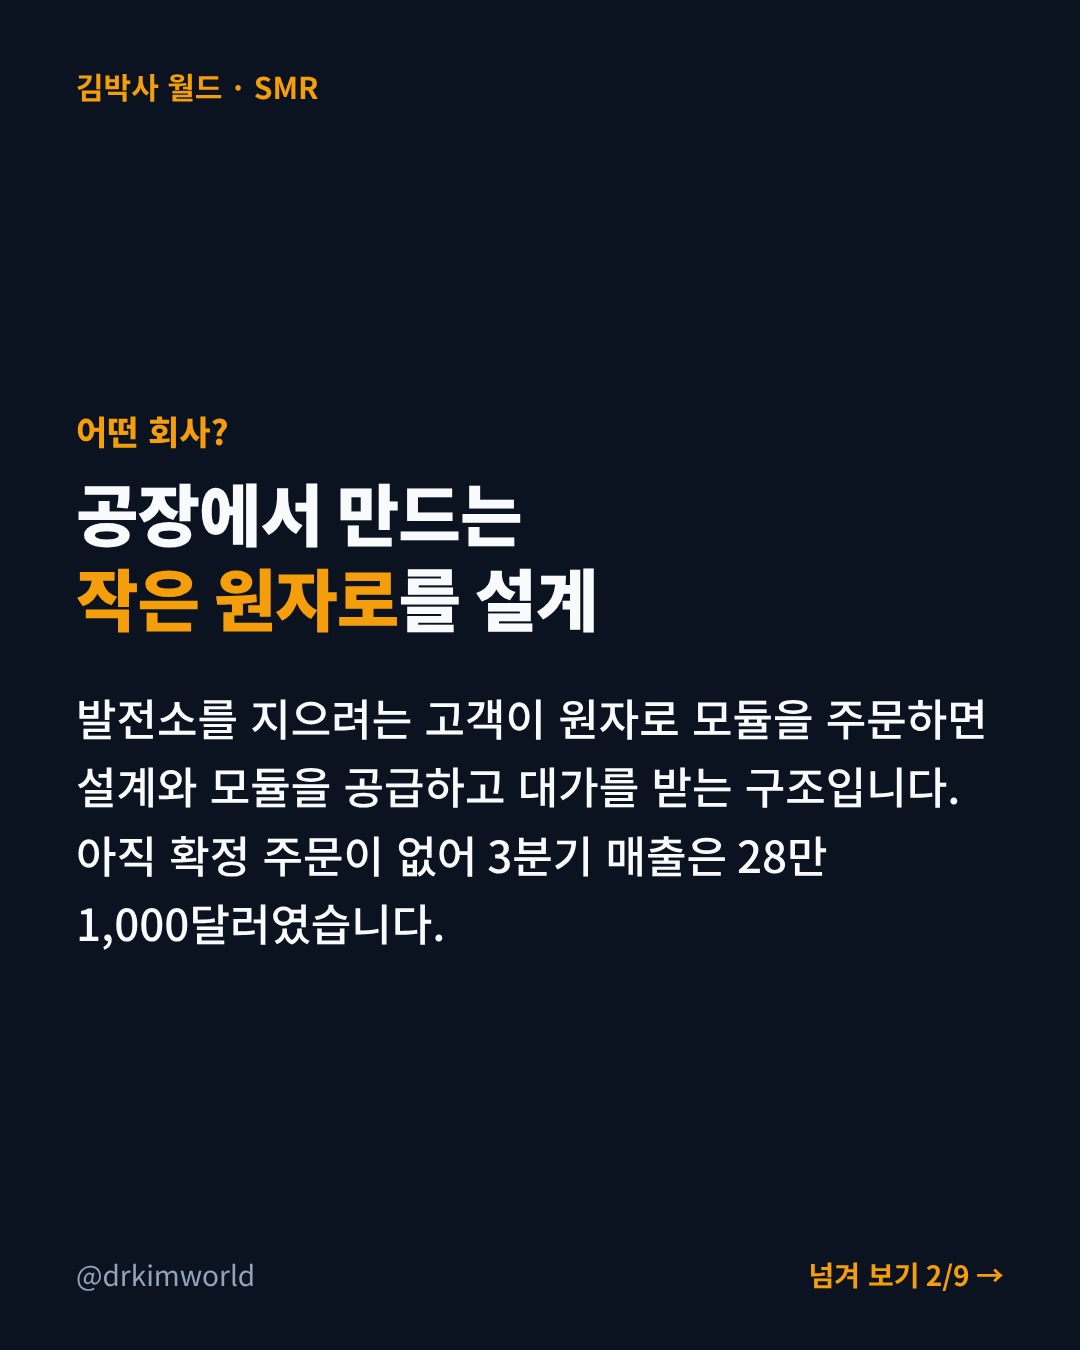 김박사 월드 · SMR
어떤 회사?
공장에서 만드는
작은 원자로를 설계
발전소를 지으려는 고객이 원자로 모듈을 주문하면
설계와 모듈을 공급하고 대가를 받는 구조입니다.
아직 확정 주문이 없어 3분기 매출은 28만
1,000달러였습니다.
@drkimworld
넘겨 보기 2/9 →